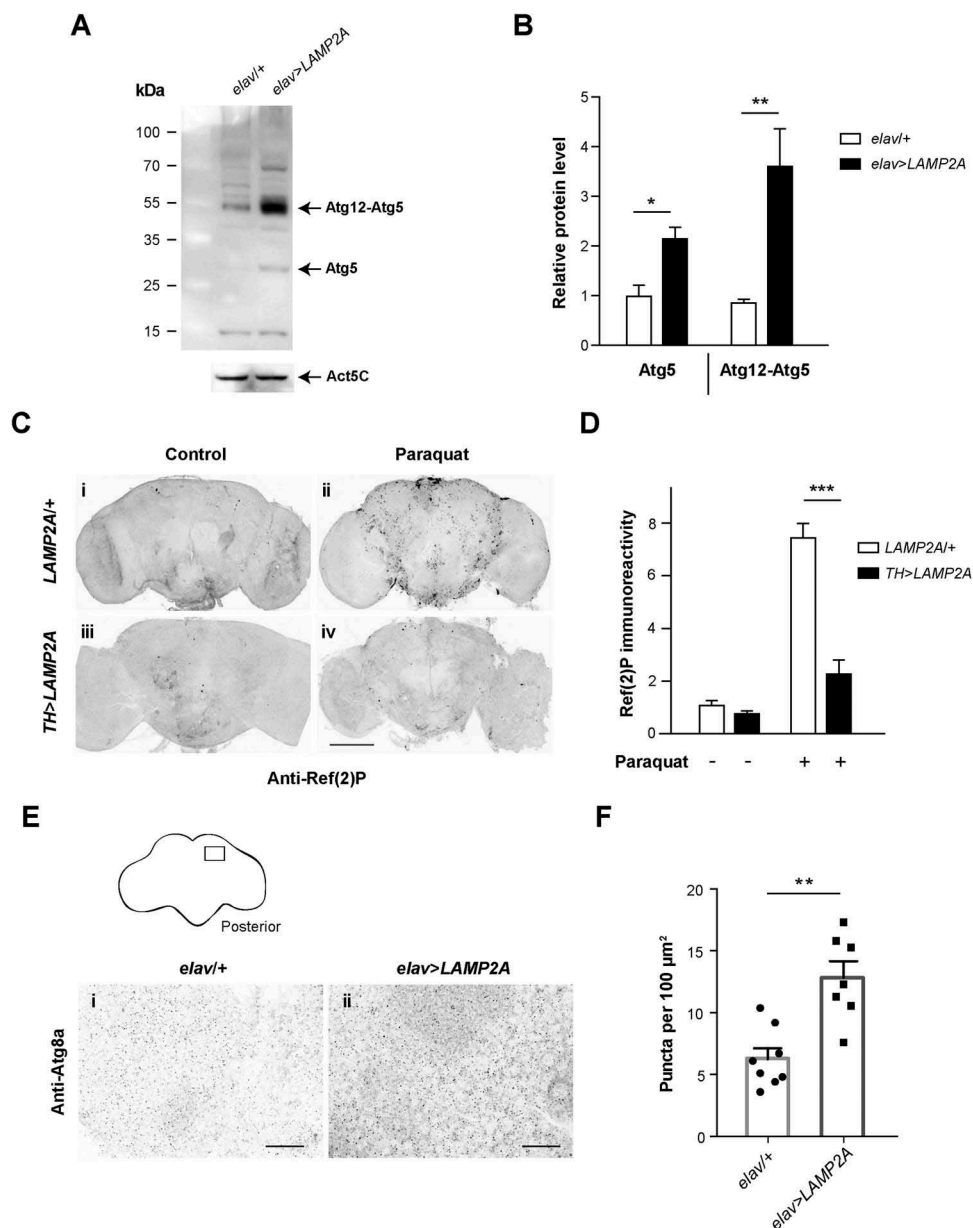 A
elav/+
elav>LAMP2A
kDa
100
70
55
35
25
15
Atg12-Atg5
Atg5
Act5C
B
Relative protein level
5
4
3
2
1
0
*
**
elav/+
elav>LAMP2A
Atg5
Atg12-Atg5
C
Control
Paraquat
LAMP2A/+
TH>LAMP2A
i
ii
iii
iv
Anti-Ref(2)P
D
Ref(2)P immunoreactivity
8
6
4
2
0
***
LAMP2A/+
TH>LAMP2A
Paraquat - - + +
E
Posterior
elav/+
elav>LAMP2A
Anti-Atg8a
i
ii
F
Puncta per 100 µm²
20
15
10
5
0
**
elav/+
elav>LAMP2A